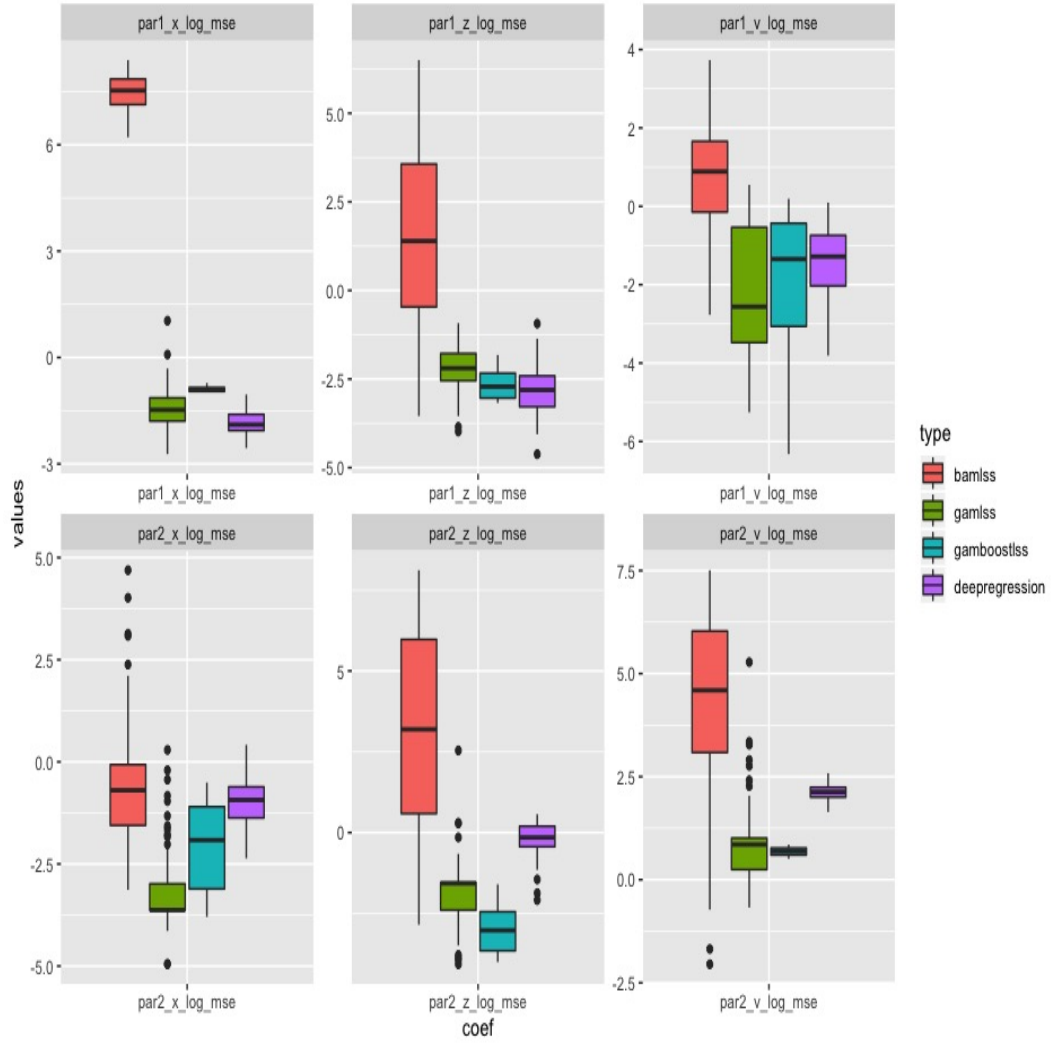 par1_x_log_mse
par1_z_log_mse
par1_v_log_mse
6
3
0
-3
5.0
2.5
0.0
-2.5
-5.0
4
2
0
-2
-4
-6
par1_x_log_mse
par1_z_log_mse
par1_v_log_mse
values
par2_x_log_mse
par2_z_log_mse
par2_v_log_mse
5.0
2.5
0.0
-2.5
-5.0
5
0
7.5
5.0
2.5
0.0
-2.5
par2_x_log_mse
par2_z_log_mse
par2_v_log_mse
coef
type
bamlss
gamlss
gamboostlss
deepregression